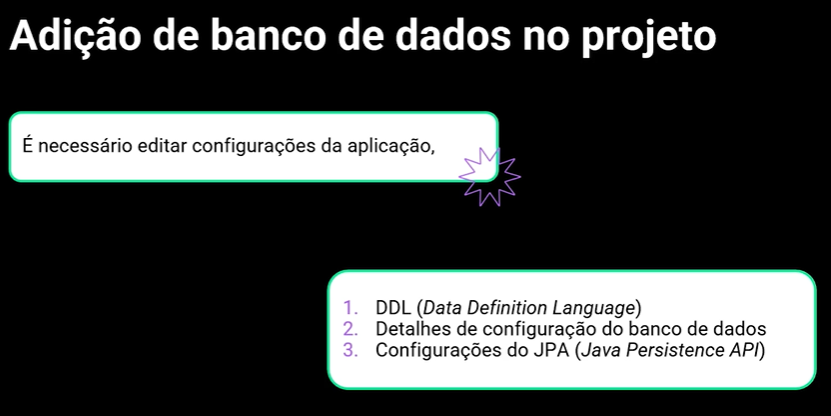 Adição de banco de dados no projeto
É necessário editar configurações da aplicação,
1. DDL (Data Definition Language)
2. Detalhes de configuração do banco de dados
3. Configurações do JPA (Java Persistence API)